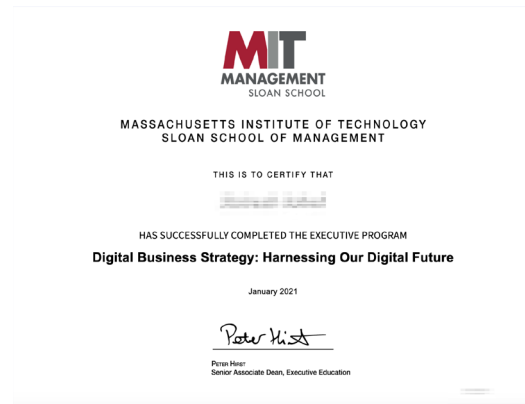 MIT
MANAGEMENT
SLOAN SCHOOL
MASSACHUSETTS INSTITUTE OF TECHNOLOGY
SLOAN SCHOOL OF MANAGEMENT
THIS IS TO CERTIFY THAT
HAS SUCCESSFULLY COMPLETED THE EXECUTIVE PROGRAM
Digital Business Strategy: Harnessing Our Digital Future
January 2021
Peter Hirst
PETER HIRST
Senior Associate Dean, Executive Education